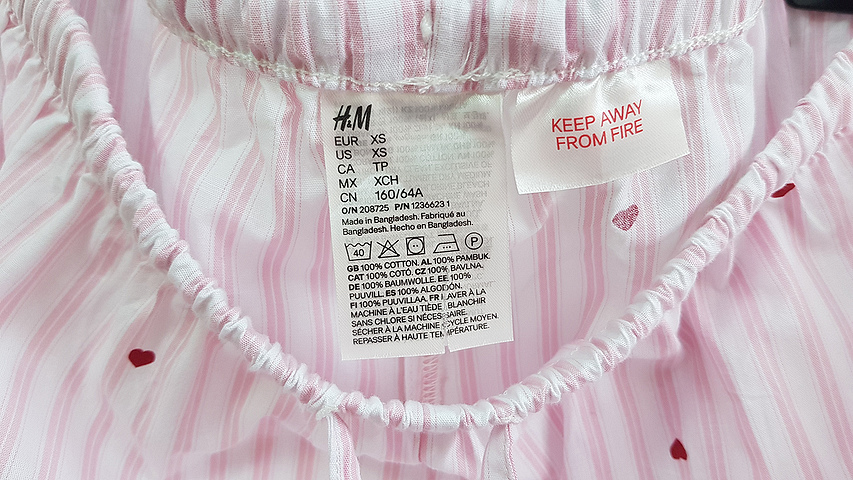 H&M
EUR XS
US XS
CA TP
MX XCH
CN 160/64A
O/N 208725 P/N 1236623 1
Made in Bangladesh. Fabriqué au
Bangladesh. Hecho en Bangladesh.
40 P
GB 100% COTTON. AL 100% PAMBUK.
CAT 100% COTÓ. CZ 100% BAVLNA.
DE 100% BAUMWOLLE. EE 100%
PUUVILL. ES 100% ALGODÓN.
FI 100% PUUVILLAA. FR LAVER À LA
MACHINE À L'EAU TIÈDE BLANCHIR
SANS CHLORE SI NÉCESSAIRE.
SÉCHER À LA MACHINE CYCLE MOYEN.
REPASSER À HAUTE TEMPÉRATURE.
KEEP AWAY
FROM FIRE